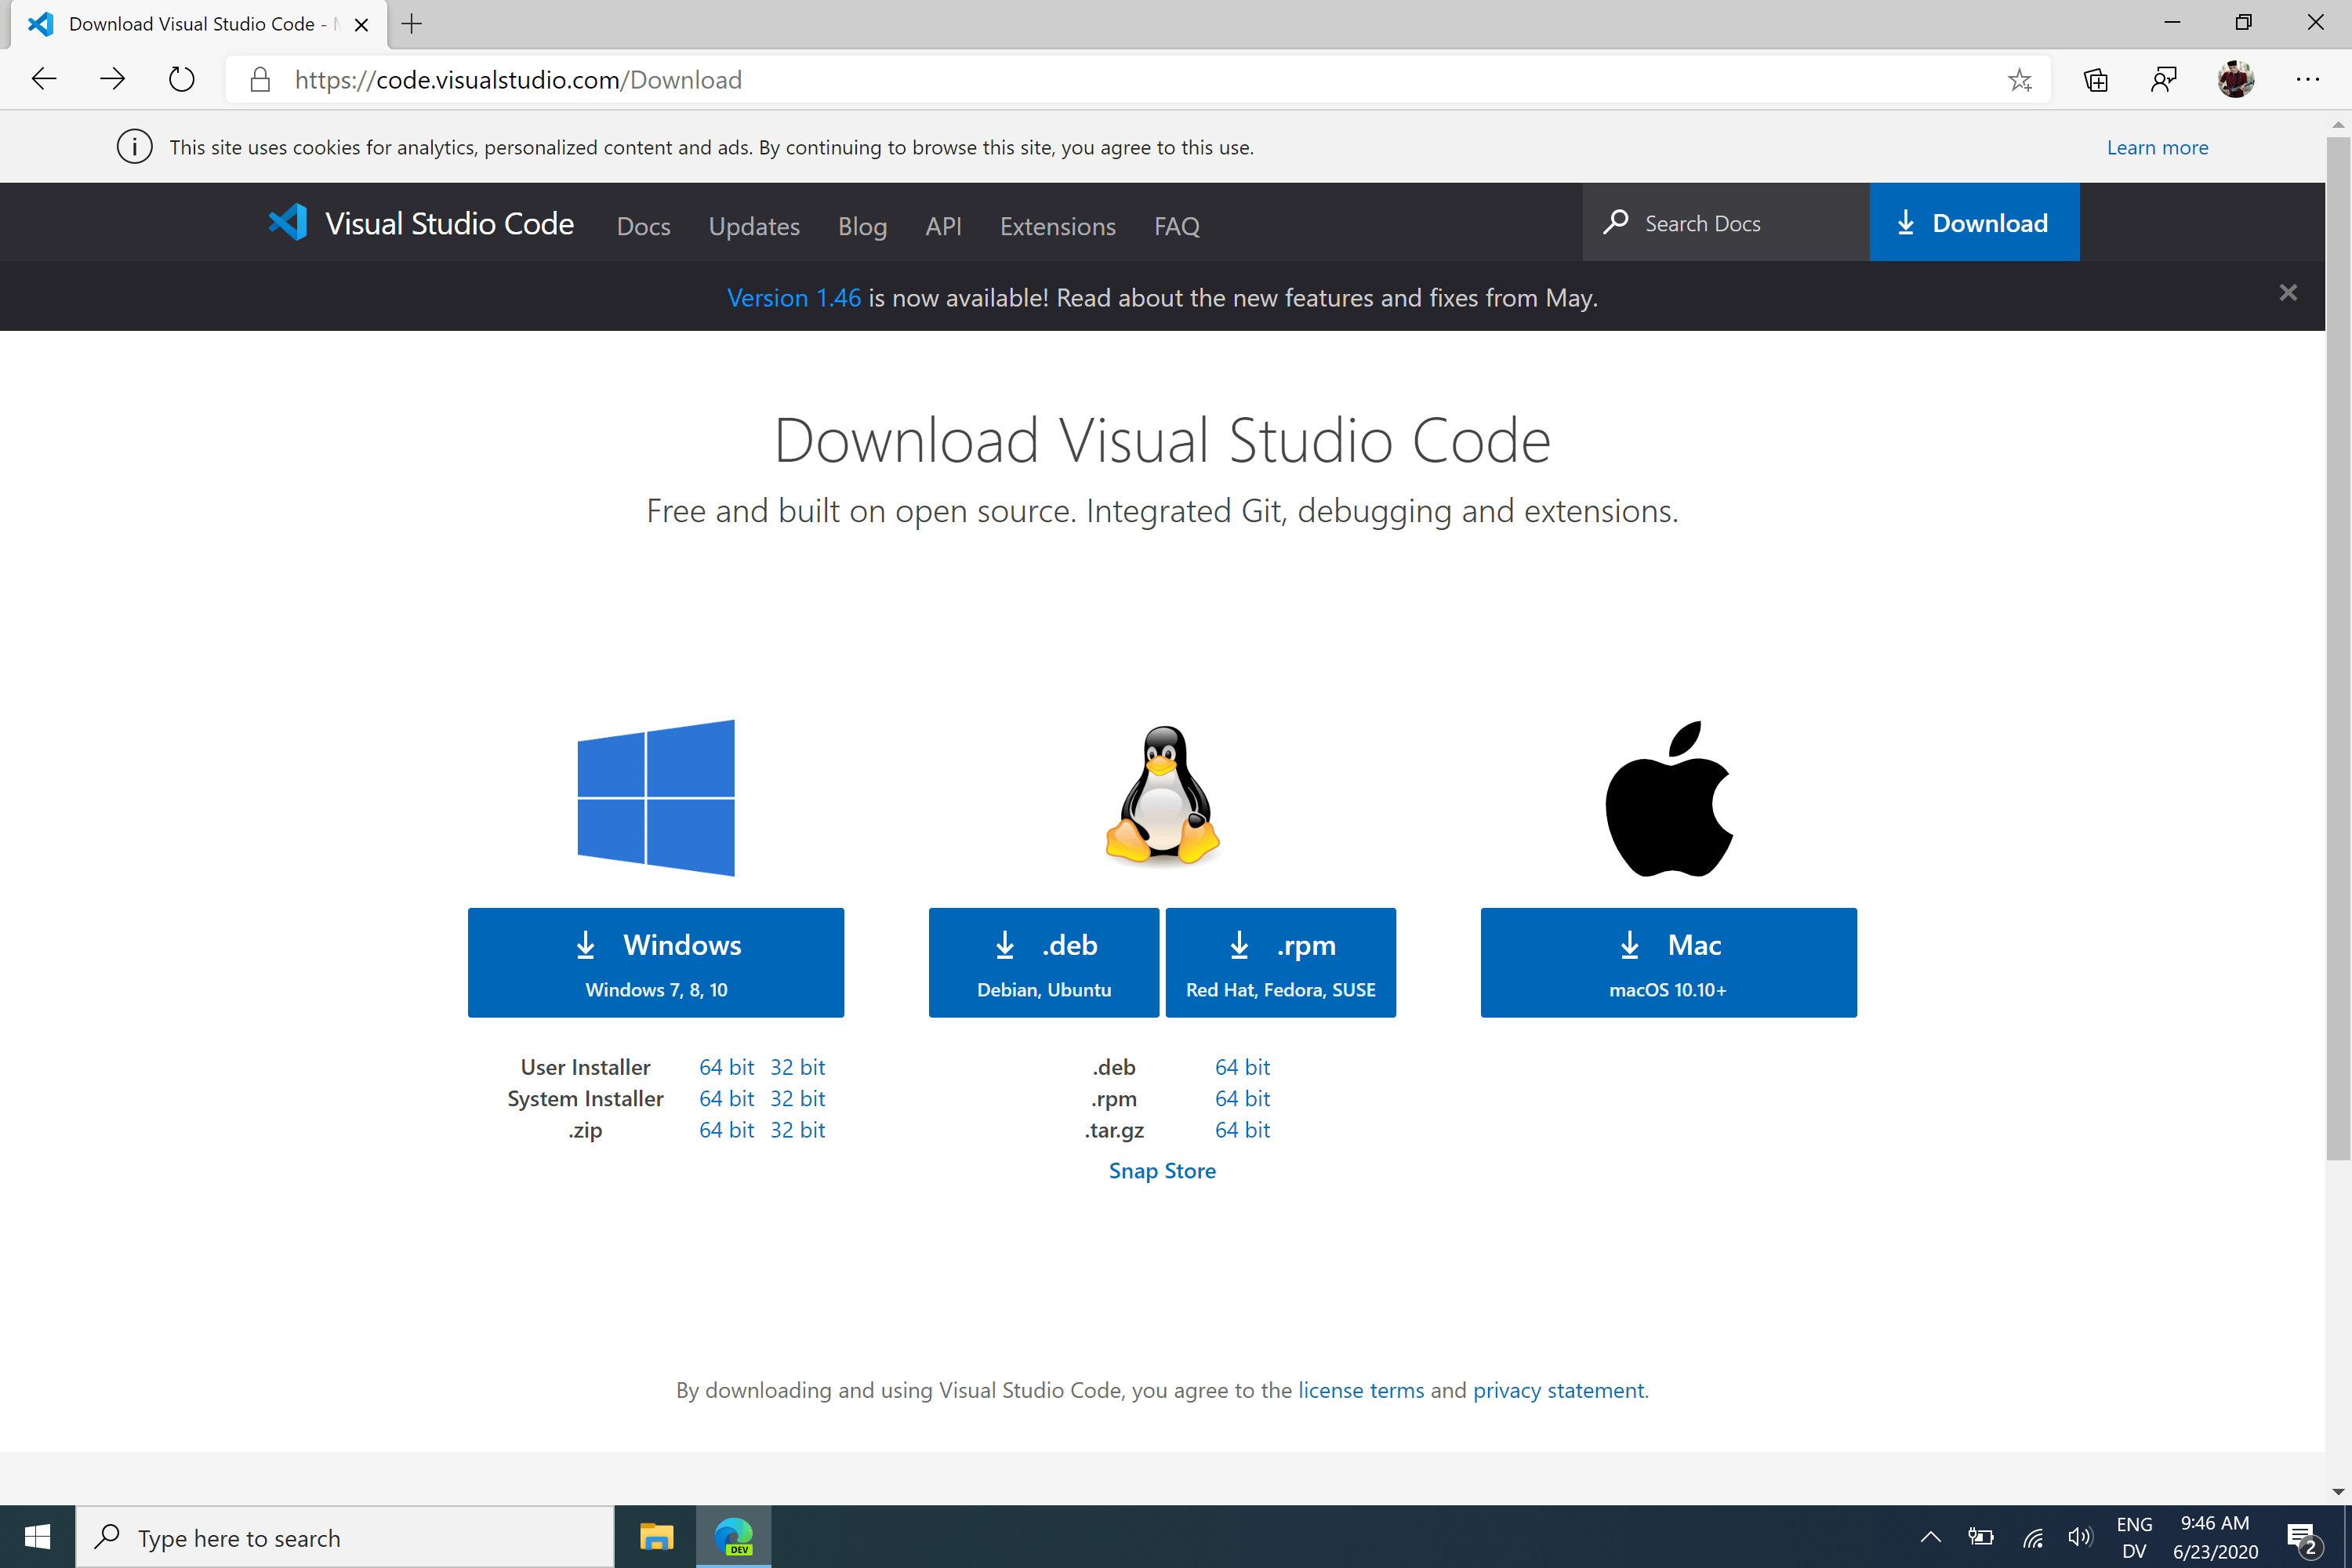 Download Visual Studio Code -
https://code.visualstudio.com/Download
This site uses cookies for analytics, personalized content and ads. By continuing to browse this site, you agree to this use.
Learn more
Visual Studio Code
Docs
Updates
Blog
API
Extensions
FAQ
Search Docs
Download
Version 1.46 is now available! Read about the new features and fixes from May.
Download Visual Studio Code
Free and built on open source. Integrated Git, debugging and extensions.
Windows
Windows 7, 8, 10
.deb
Debian, Ubuntu
.rpm
Red Hat, Fedora, SUSE
Mac
macOS 10.10+
User Installer 64 bit 32 bit
System Installer 64 bit 32 bit
.zip 64 bit 32 bit
.deb 64 bit
.rpm 64 bit
.tar.gz 64 bit
Snap Store
By downloading and using Visual Studio Code, you agree to the license terms and privacy statement.
Type here to search
DEV
ENG
DV
9:46 AM
6/23/2020
2